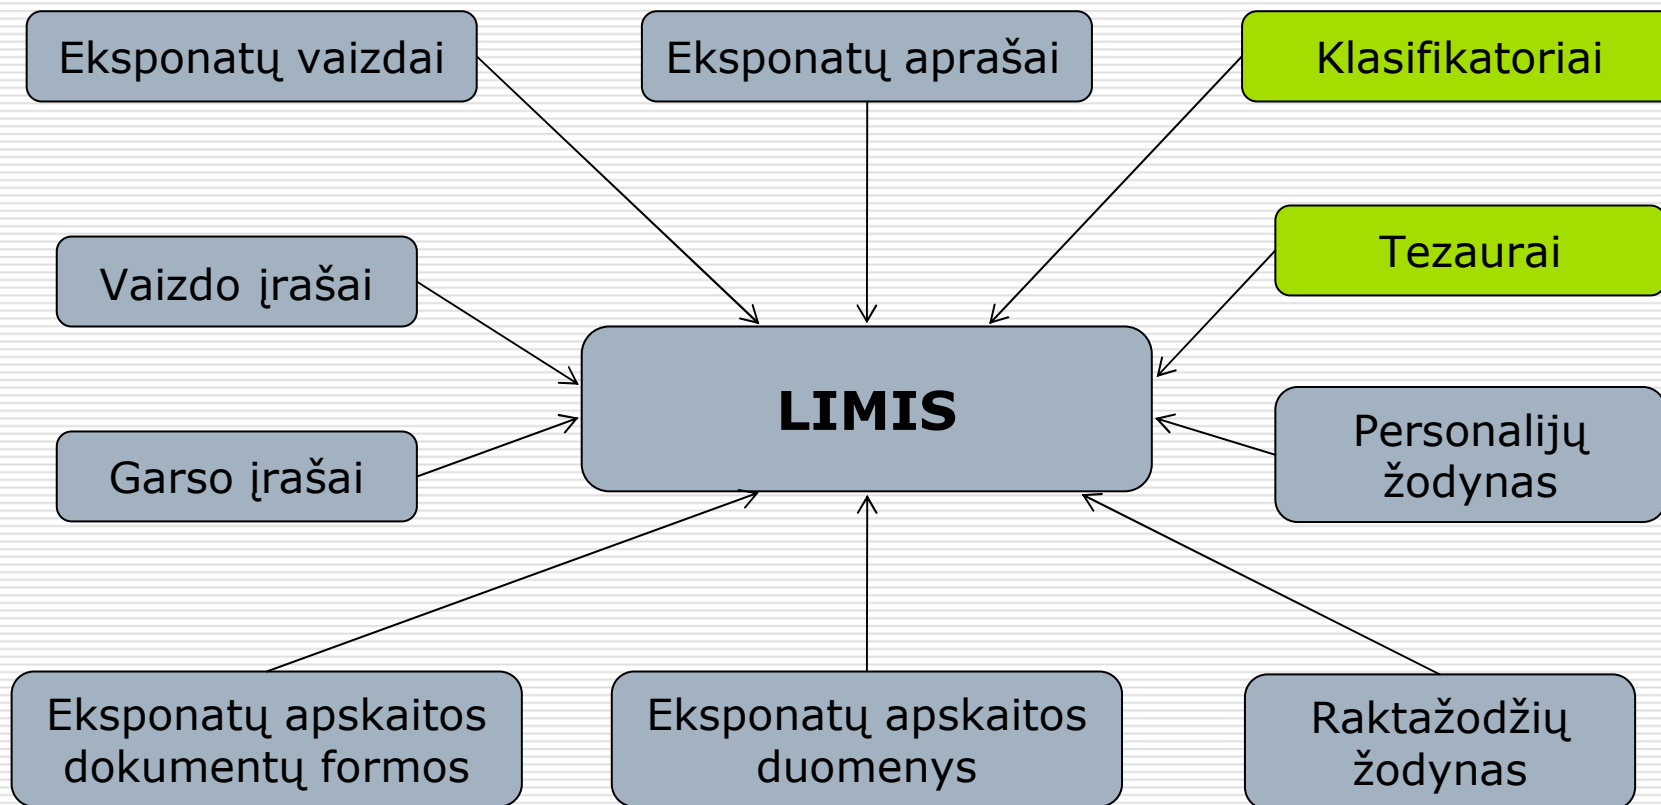 Eksponatų vaizdai
Eksponatų aprašai
Klasifikatoriai
Vaizdo įrašai
Tezaurai
LIMIS
Garso įrašai
Personalijų
žodynas
Eksponatų apskaitos
dokumentų formos
Eksponatų apskaitos
duomenys
Raktažodžių
žodynas